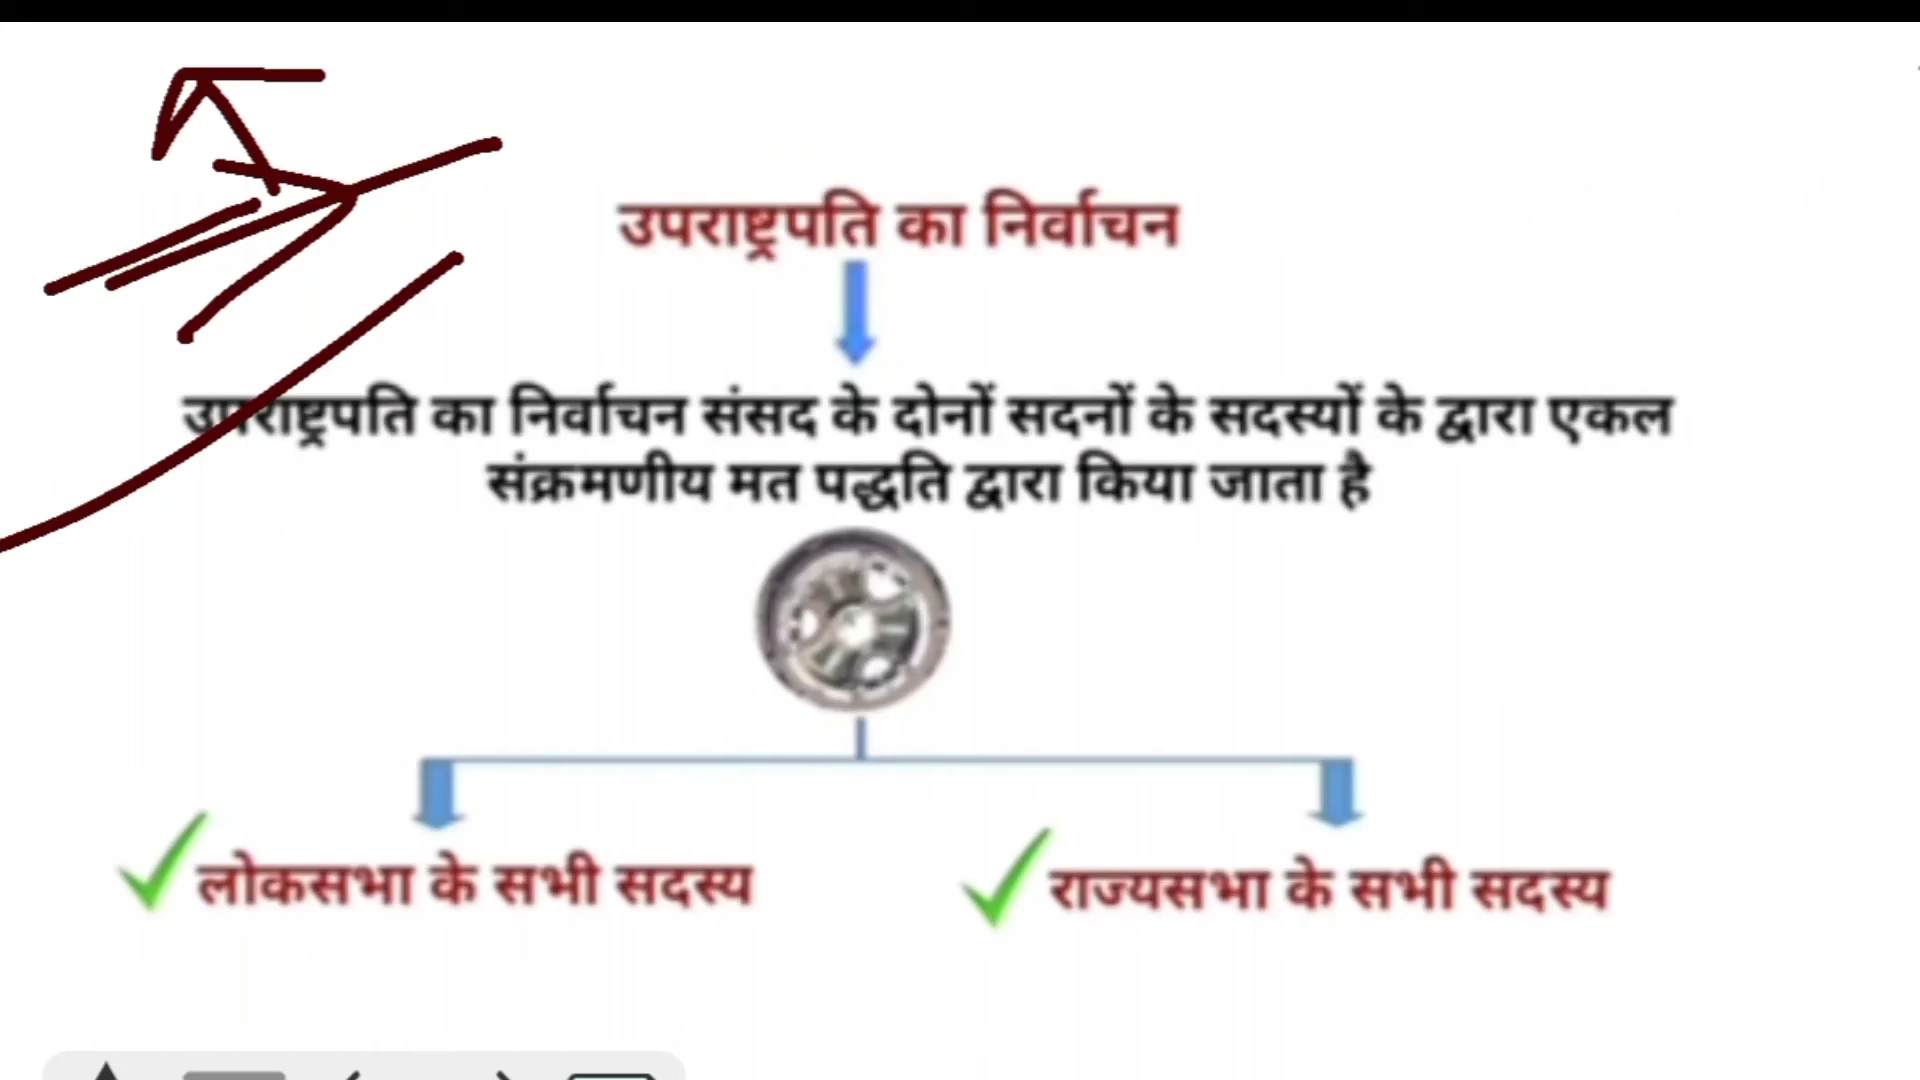 उपराष्ट्रपति का निर्वाचन
उपराष्ट्रपति का निर्वाचन संसद के दोनों सदनों के सदस्यों के द्वारा एकल
संक्रमणीय मत पद्धति द्वारा किया जाता है
लोकसभा के सभी सदस्य
राज्यसभा के सभी सदस्य